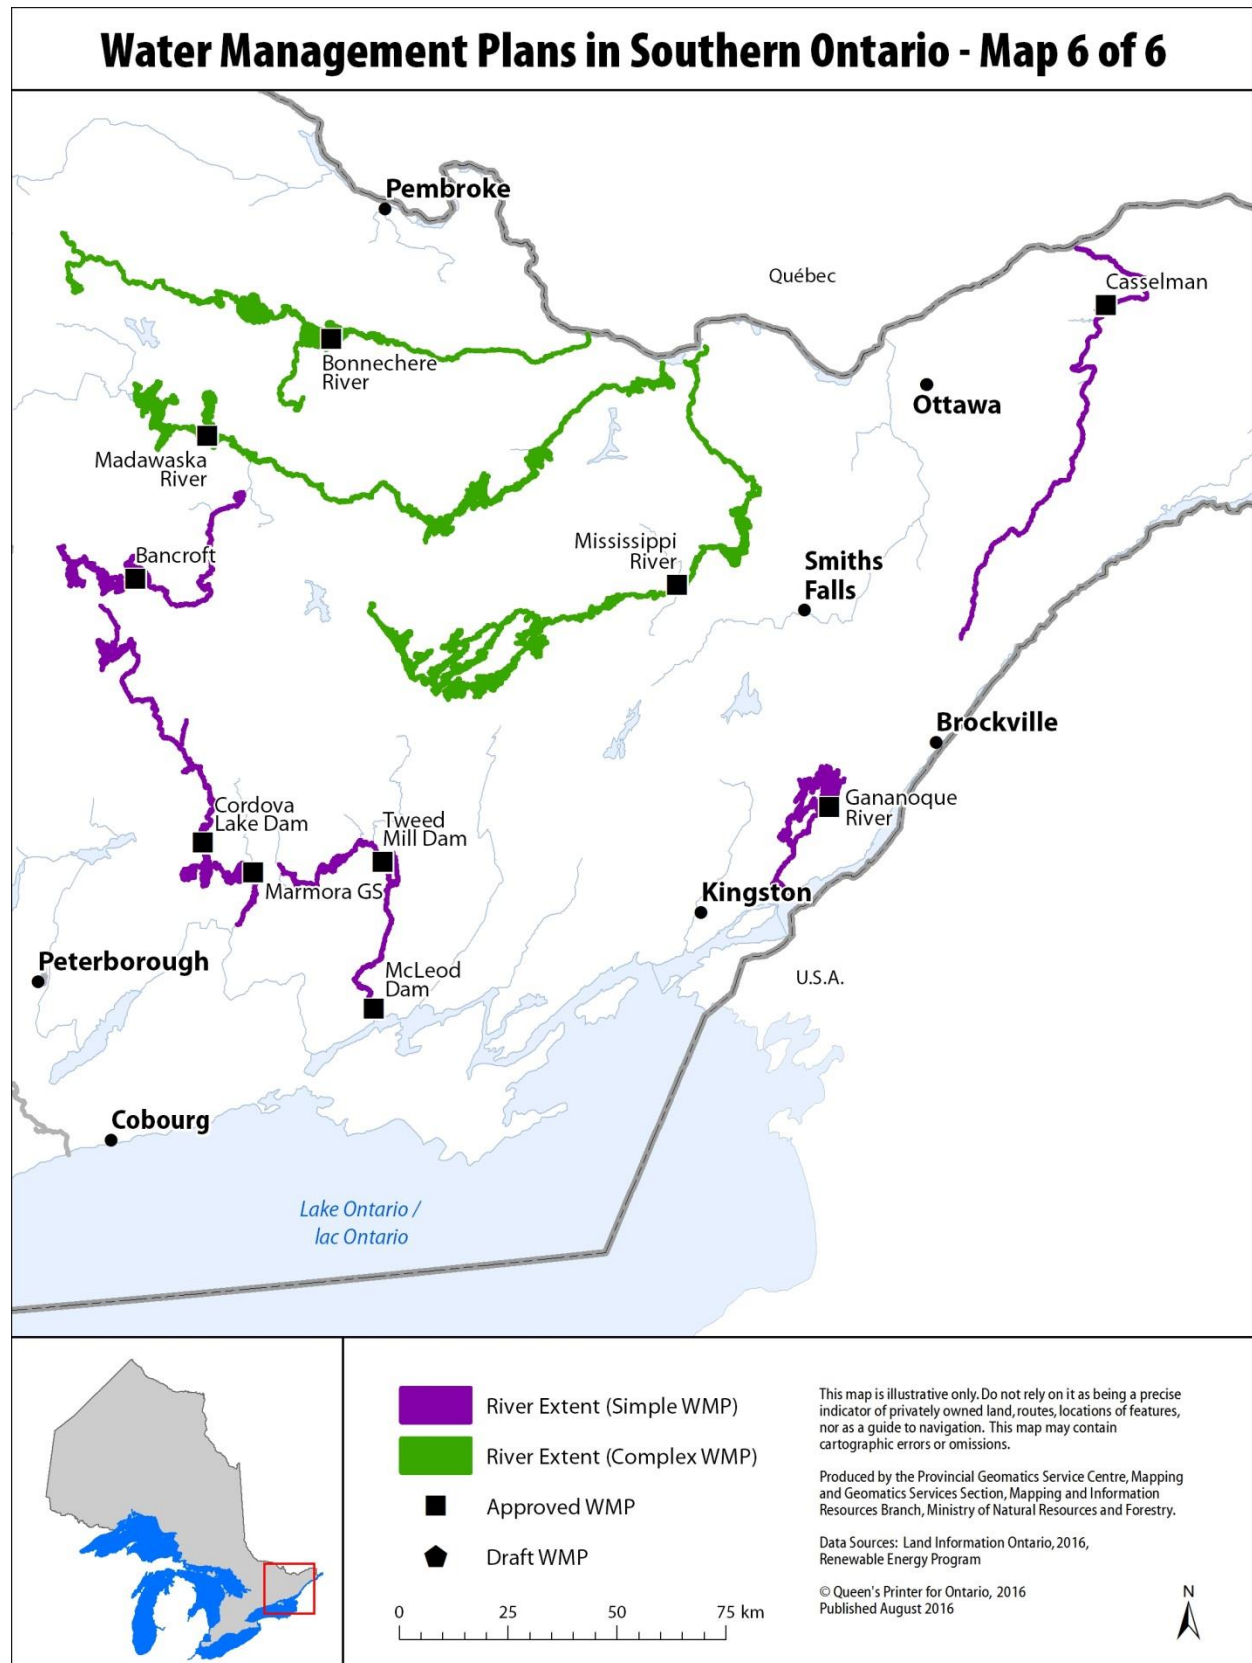 Water Management Plans in Southern Ontario - Map 6 of 6
Pembroke
Québec
Casselman
Bonnechere
River
Ottawa
Madawaska
River
Mississippi
River
Bancroft
Smiths
Falls
Brockville
Cordova
Lake Dam
Tweed
Mill Dam
Gananoque
River
Marmora GS
Kingston
Peterborough
McLeod
Dam
U.S.A.
Cobourg
Lake Ontario /
lac Ontario
River Extent (Simple WMP)
River Extent (Complex WMP)
Approved WMP
Draft WMP
0 25 50 75 km
This map is illustrative only. Do not rely on it as being a precise
indicator of privately owned land, routes, locations of features,
nor as a guide to navigation. This map may contain
cartographic errors or omissions.
Produced by the Provincial Geomatics Service Centre, Mapping
and Geomatics Services Section, Mapping and Information
Resources Branch, Ministry of Natural Resources and Forestry.
Data Sources: Land Information Ontario, 2016,
Renewable Energy Program
© Queen's Printer for Ontario, 2016
Published August 2016
N